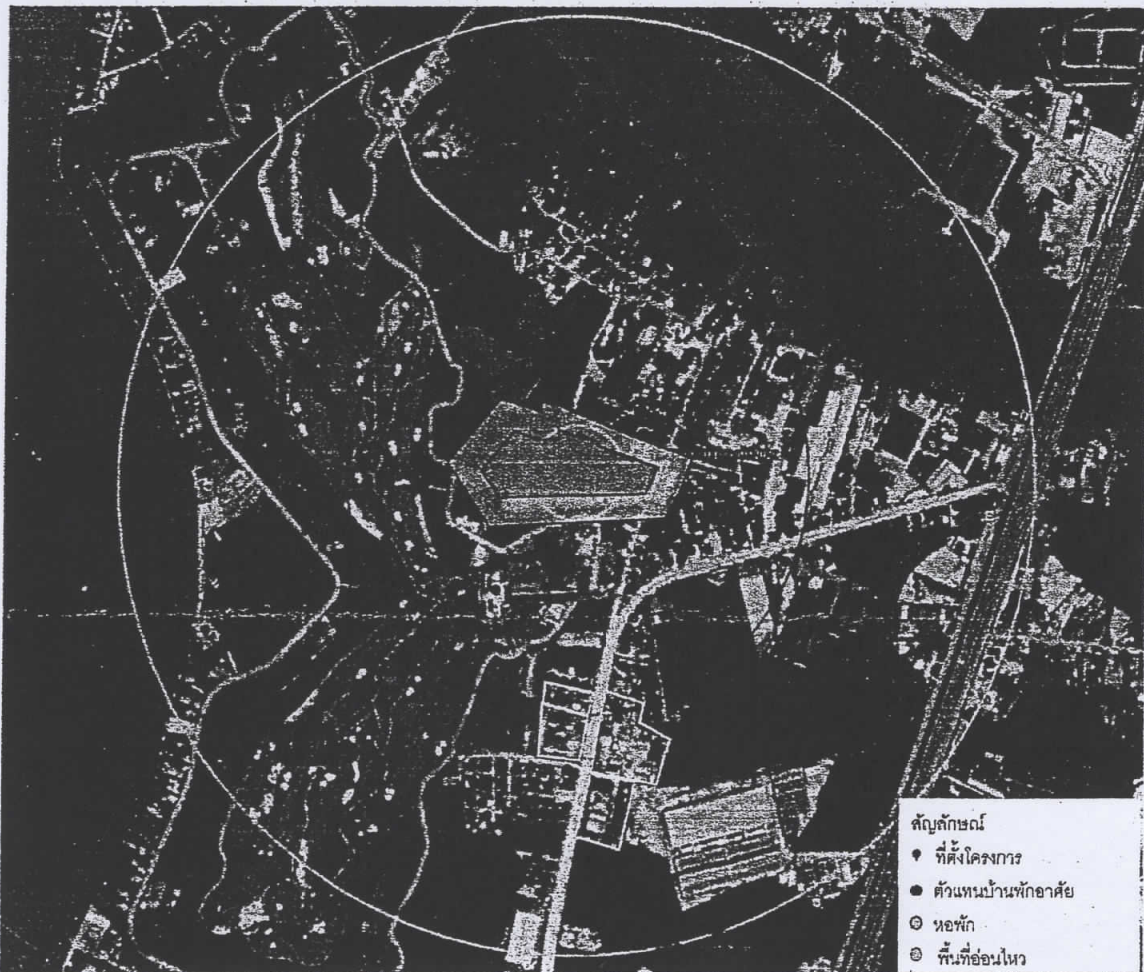 สัญลักษณ์
ที่ตั้งโครงการ
ตัวแทนบ้านพักอาศัย
หอพัก
พื้นที่อ่อนไหว